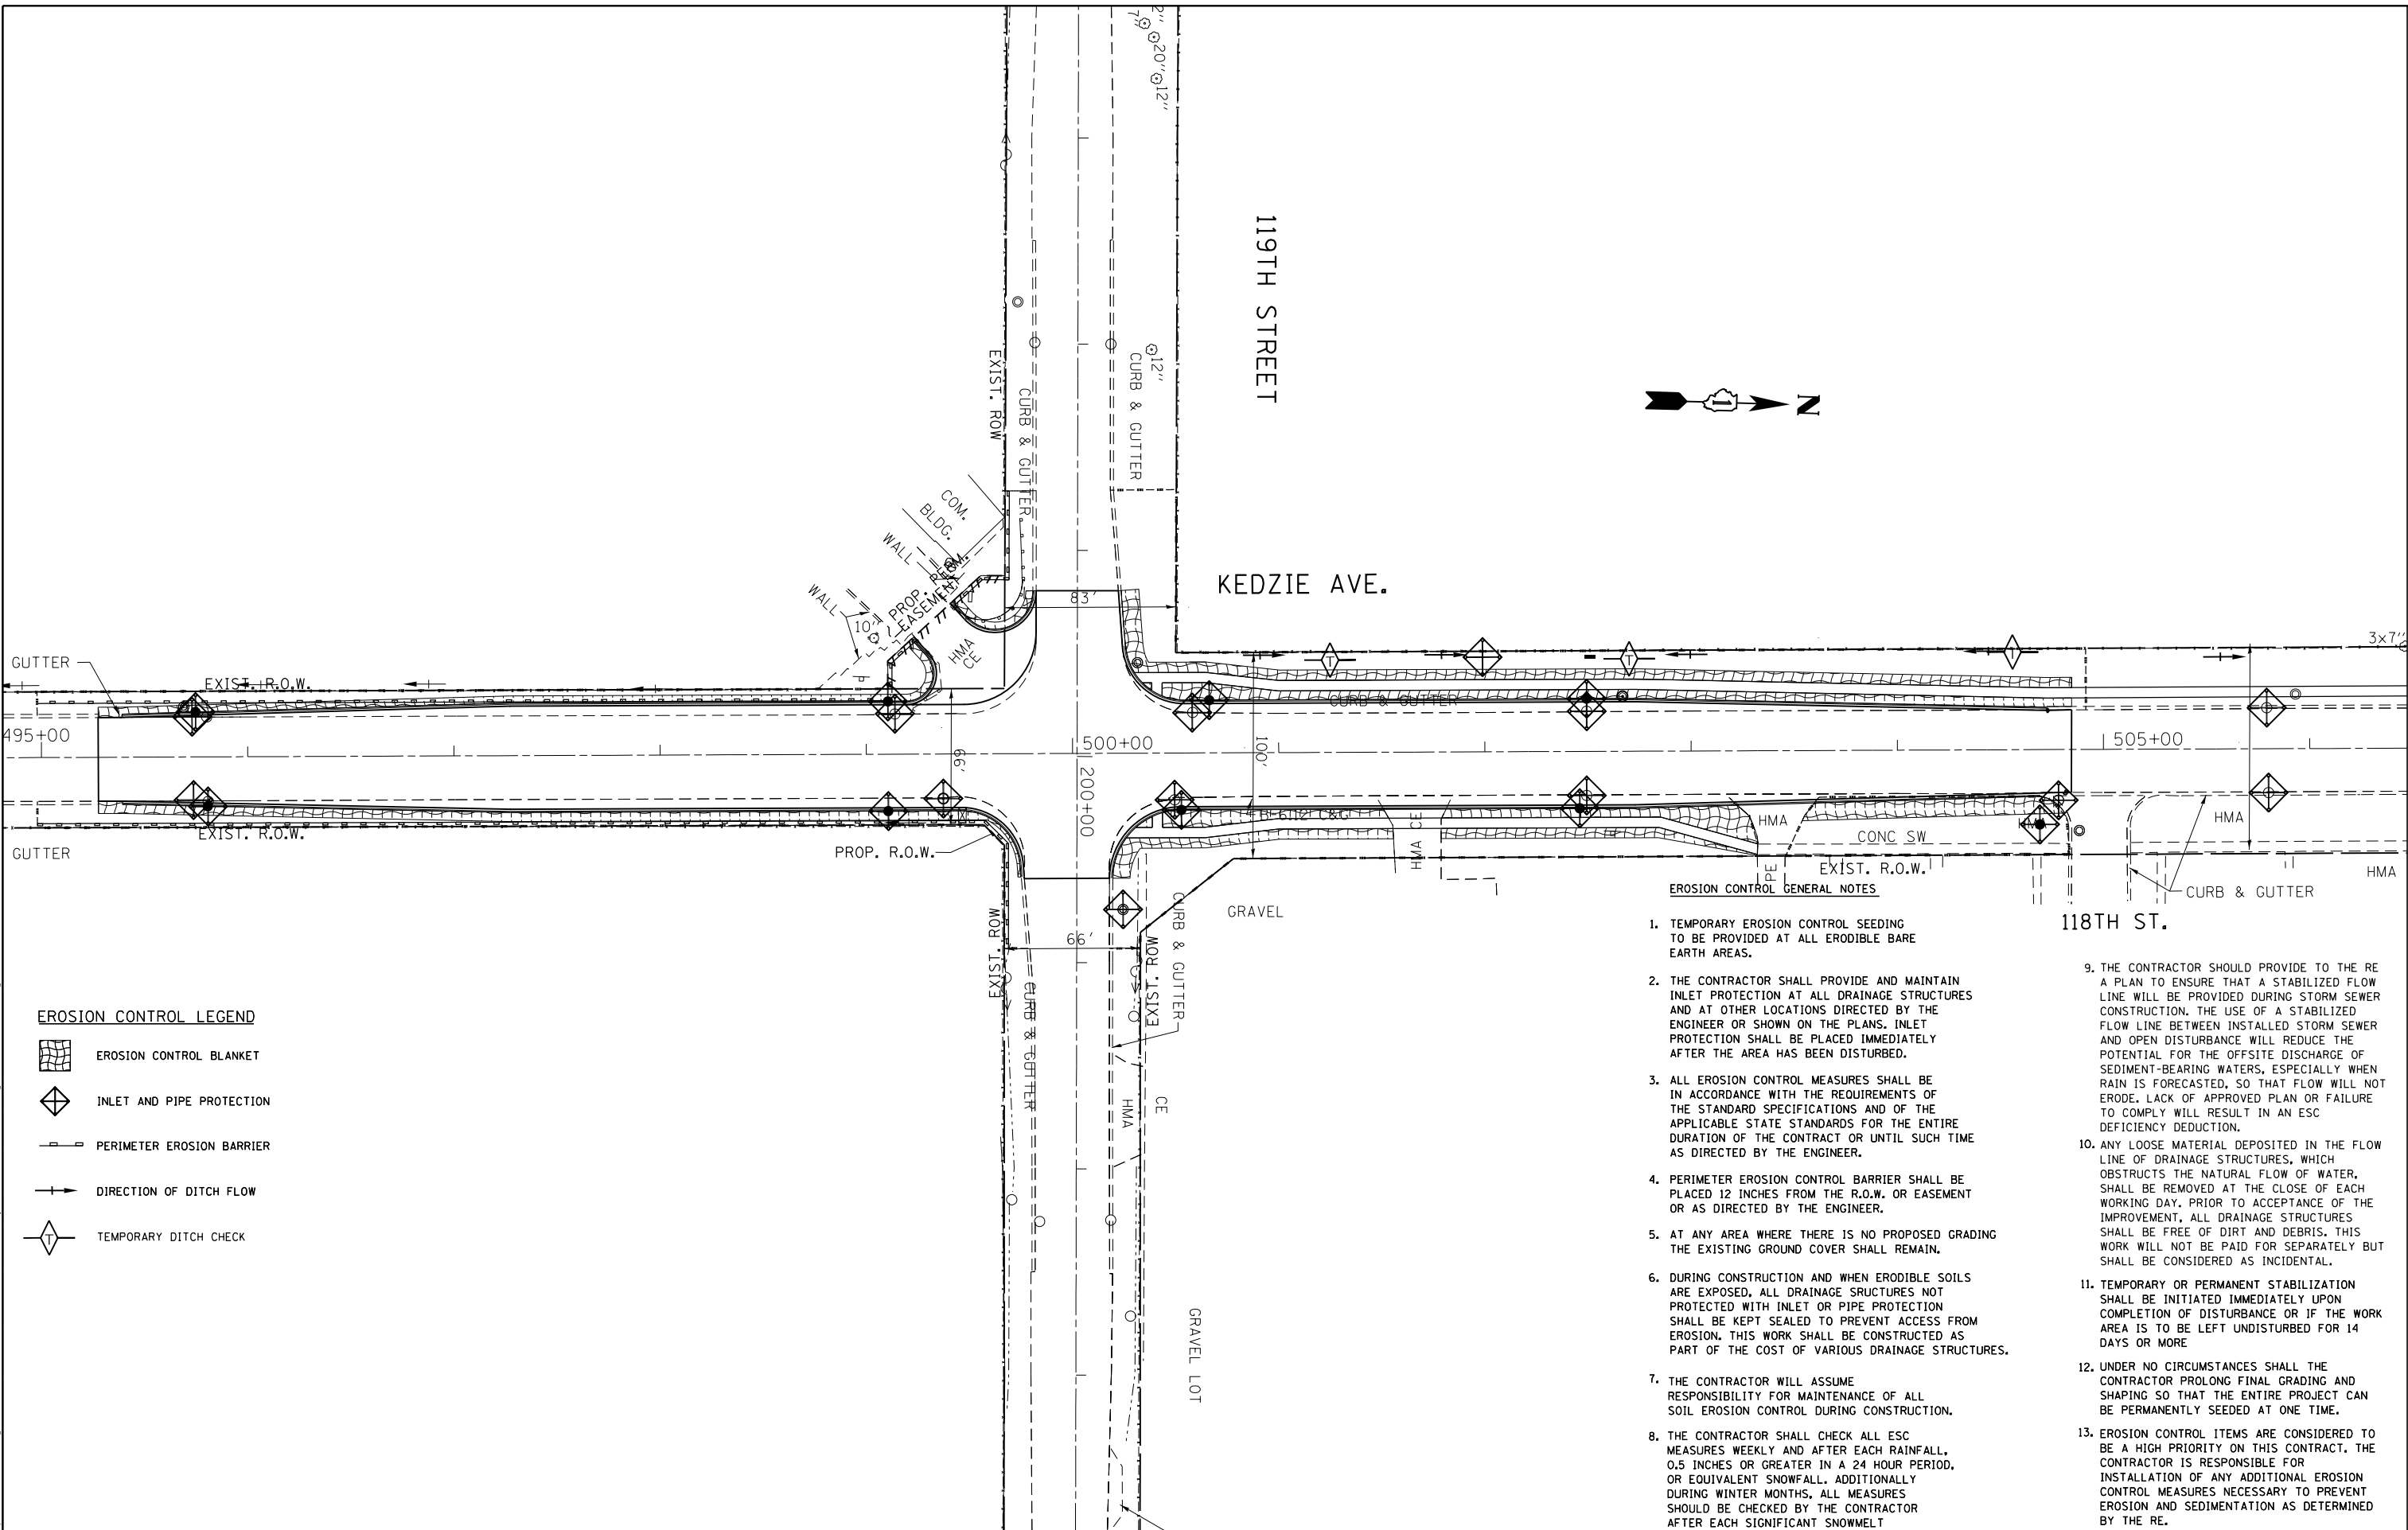 7''
20''
12''
12''
119TH STREET
EXIST. ROW
CURB & GUTTER
CURB & GUTTER
N
COM.
BLDG.
WALL
WALL
PROP. PERM.
EASEMENT
10'
HMA
CE
83'
KEDZIE AVE.
3x7''
GUTTER
EXIST. R.O.W.
CURB & GUTTER
495+00
500+00
505+00
66'
100'
200+00
B-6.12 C&G
HMA CE
HMA
HMA
CONC SW
EXIST. R.O.W.
PE
HMA
EXIST. R.O.W.
GUTTER
PROP. R.O.W.
GRAVEL
CURB & GUTTER
118TH ST.
66'
EXIST. ROW
EXIST. ROW
CURB & GUTTER
CURB & GUTTER
HMA
CE
GRAVEL LOT
EROSION CONTROL LEGEND
EROSION CONTROL BLANKET
INLET AND PIPE PROTECTION
PERIMETER EROSION BARRIER
DIRECTION OF DITCH FLOW
T TEMPORARY DITCH CHECK
EROSION CONTROL GENERAL NOTES
1. TEMPORARY EROSION CONTROL SEEDING
TO BE PROVIDED AT ALL ERODIBLE BARE
EARTH AREAS.
2. THE CONTRACTOR SHALL PROVIDE AND MAINTAIN
INLET PROTECTION AT ALL DRAINAGE STRUCTURES
AND AT OTHER LOCATIONS DIRECTED BY THE
ENGINEER OR SHOWN ON THE PLANS. INLET
PROTECTION SHALL BE PLACED IMMEDIATELY
AFTER THE AREA HAS BEEN DISTURBED.
3. ALL EROSION CONTROL MEASURES SHALL BE
IN ACCORDANCE WITH THE REQUIREMENTS OF
THE STANDARD SPECIFICATIONS AND OF THE
APPLICABLE STATE STANDARDS FOR THE ENTIRE
DURATION OF THE CONTRACT OR UNTIL SUCH TIME
AS DIRECTED BY THE ENGINEER.
4. PERIMETER EROSION CONTROL BARRIER SHALL BE
PLACED 12 INCHES FROM THE R.O.W. OR EASEMENT
OR AS DIRECTED BY THE ENGINEER.
5. AT ANY AREA WHERE THERE IS NO PROPOSED GRADING
THE EXISTING GROUND COVER SHALL REMAIN.
6. DURING CONSTRUCTION AND WHEN ERODIBLE SOILS
ARE EXPOSED, ALL DRAINAGE SRUCTURES NOT
PROTECTED WITH INLET OR PIPE PROTECTION
SHALL BE KEPT SEALED TO PREVENT ACCESS FROM
EROSION. THIS WORK SHALL BE CONSTRUCTED AS
PART OF THE COST OF VARIOUS DRAINAGE STRUCTURES.
7. THE CONTRACTOR WILL ASSUME
RESPONSIBILITY FOR MAINTENANCE OF ALL
SOIL EROSION CONTROL DURING CONSTRUCTION.
8. THE CONTRACTOR SHALL CHECK ALL ESC
MEASURES WEEKLY AND AFTER EACH RAINFALL,
0.5 INCHES OR GREATER IN A 24 HOUR PERIOD,
OR EQUIVALENT SNOWFALL. ADDITIONALLY
DURING WINTER MONTHS, ALL MEASURES
SHOULD BE CHECKED BY THE CONTRACTOR
AFTER EACH SIGNIFICANT SNOWMELT
9. THE CONTRACTOR SHOULD PROVIDE TO THE RE
A PLAN TO ENSURE THAT A STABILIZED FLOW
LINE WILL BE PROVIDED DURING STORM SEWER
CONSTRUCTION. THE USE OF A STABILIZED
FLOW LINE BETWEEN INSTALLED STORM SEWER
AND OPEN DISTURBANCE WILL REDUCE THE
POTENTIAL FOR THE OFFSITE DISCHARGE OF
SEDIMENT-BEARING WATERS, ESPECIALLY WHEN
RAIN IS FORECASTED, SO THAT FLOW WILL NOT
ERODE. LACK OF APPROVED PLAN OR FAILURE
TO COMPLY WILL RESULT IN AN ESC
DEFICIENCY DEDUCTION.
10. ANY LOOSE MATERIAL DEPOSITED IN THE FLOW
LINE OF DRAINAGE STRUCTURES, WHICH
OBSTRUCTS THE NATURAL FLOW OF WATER,
SHALL BE REMOVED AT THE CLOSE OF EACH
WORKING DAY. PRIOR TO ACCEPTANCE OF THE
IMPROVEMENT, ALL DRAINAGE STRUCTURES
SHALL BE FREE OF DIRT AND DEBRIS. THIS
WORK WILL NOT BE PAID FOR SEPARATELY BUT
SHALL BE CONSIDERED AS INCIDENTAL.
11. TEMPORARY OR PERMANENT STABILIZATION
SHALL BE INITIATED IMMEDIATELY UPON
COMPLETION OF DISTURBANCE OR IF THE WORK
AREA IS TO BE LEFT UNDISTURBED FOR 14
DAYS OR MORE
12. UNDER NO CIRCUMSTANCES SHALL THE
CONTRACTOR PROLONG FINAL GRADING AND
SHAPING SO THAT THE ENTIRE PROJECT CAN
BE PERMANENTLY SEEDED AT ONE TIME.
13. EROSION CONTROL ITEMS ARE CONSIDERED TO
BE A HIGH PRIORITY ON THIS CONTRACT. THE
CONTRACTOR IS RESPONSIBLE FOR
INSTALLATION OF ANY ADDITIONAL EROSION
CONTROL MEASURES NECESSARY TO PREVENT
EROSION AND SEDIMENTATION AS DETERMINED
BY THE RE.